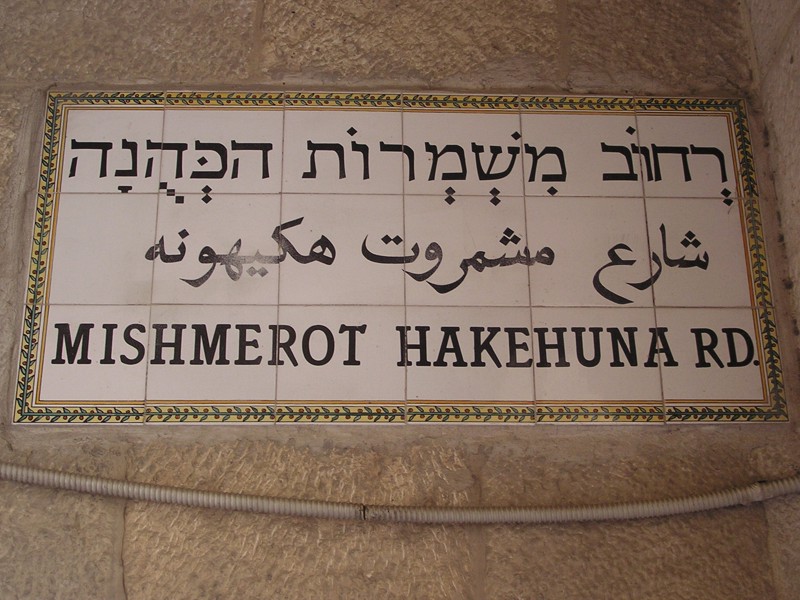 רְחוֹב מִשְׁמְרוֹת הַכְּהֻנָּה
شارع مشمروت هكيهونه
MISHMEROT HAKEHUNA RD.